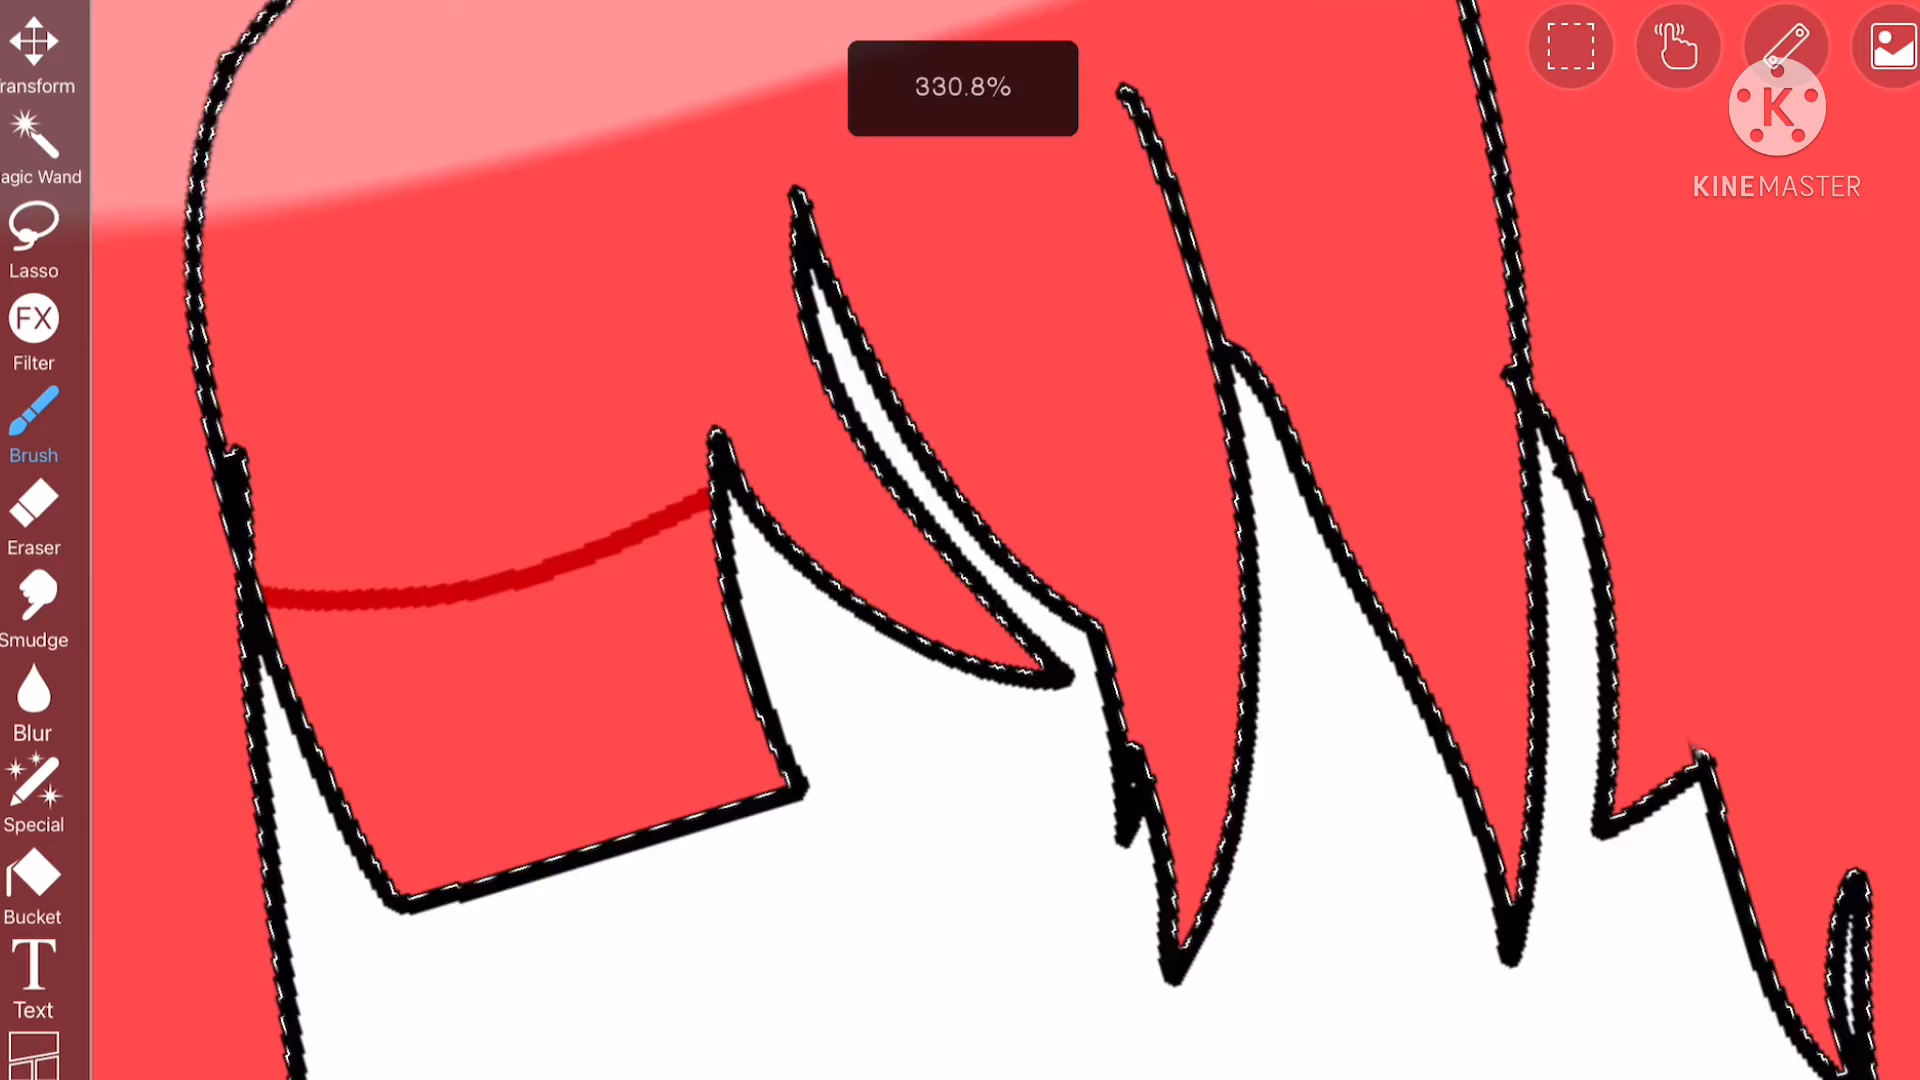 ransform
agic Wand
Lasso
FX
Filter
Brush
Eraser
Smudge
Blur
Special
Bucket
T
Text
330.8%
K
KINEMASTER